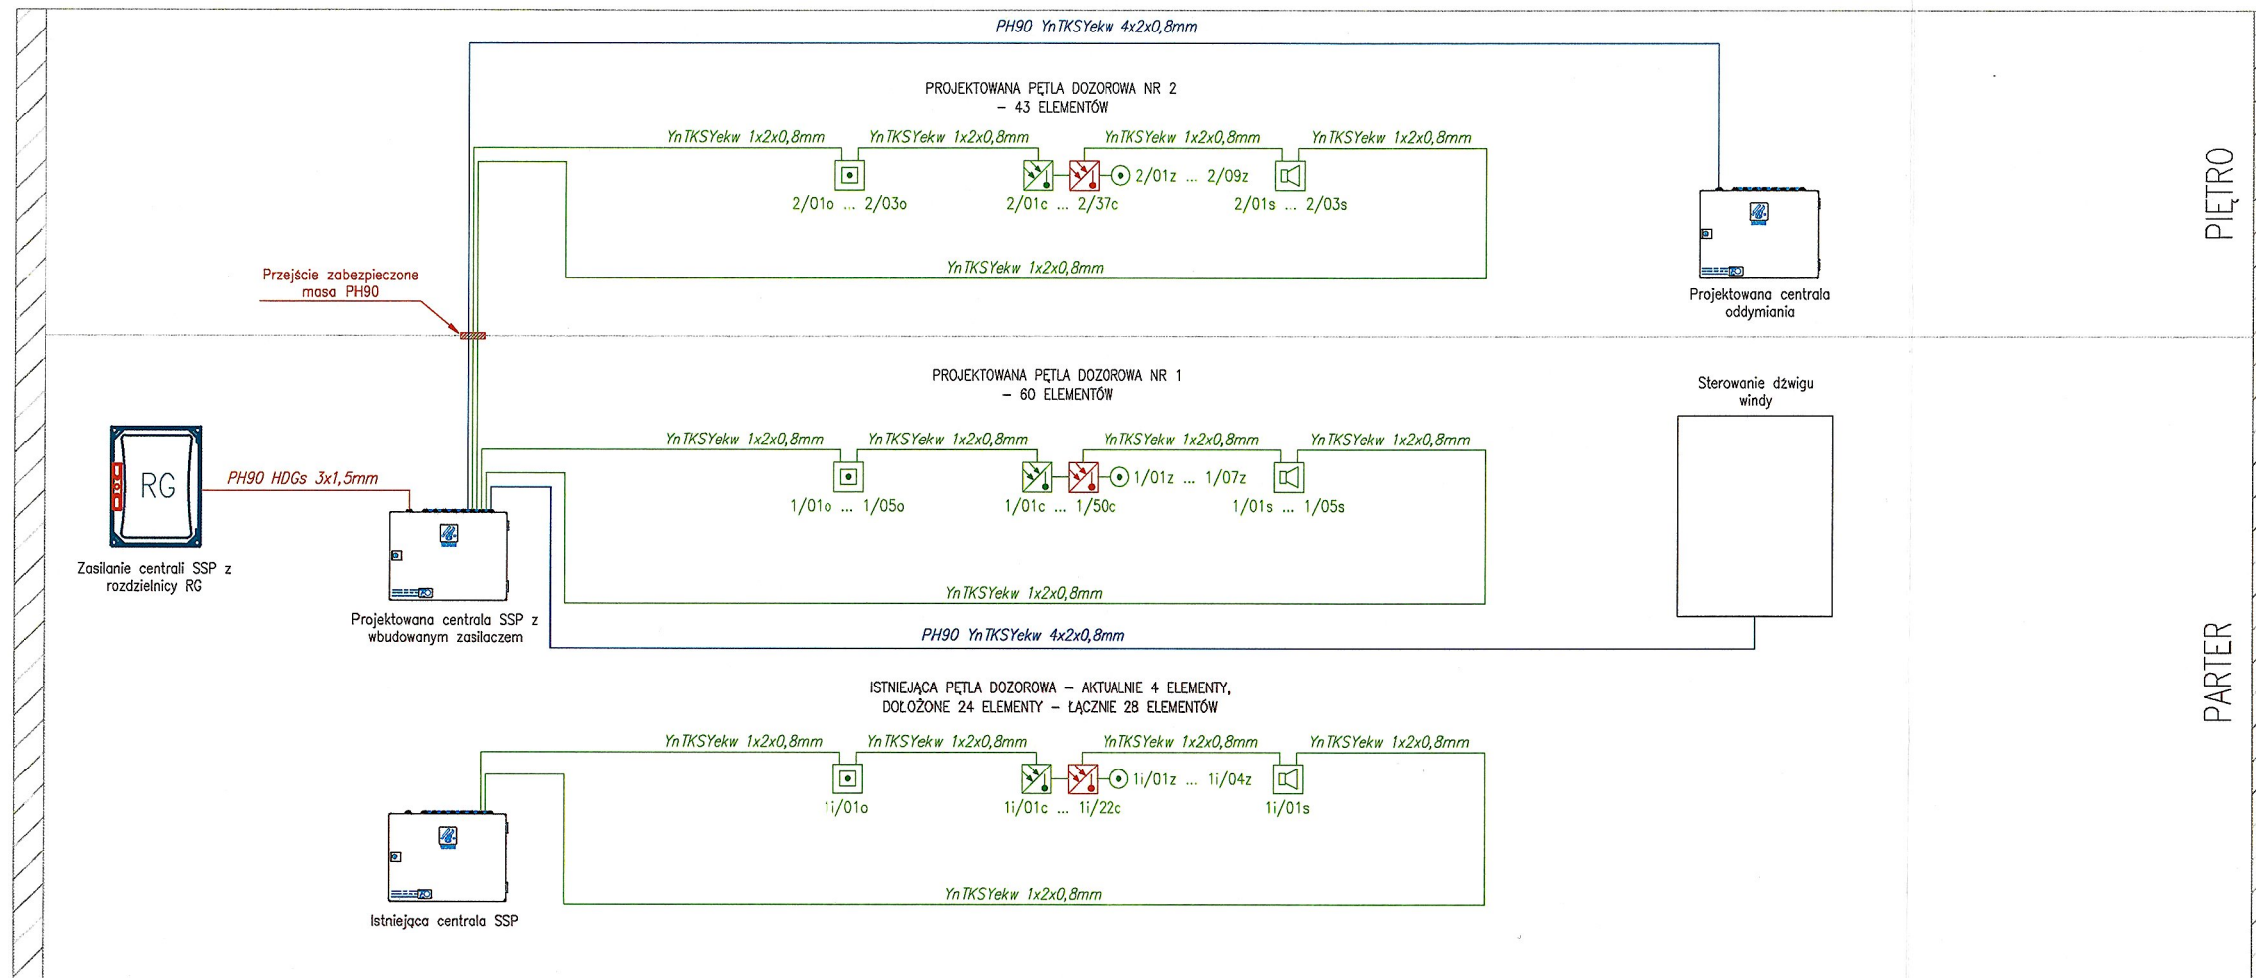 PH90 YnTKSYekw 4x2x0,8mm
PROJEKTOWANA PĘTLA DOZOROWA NR 2
– 43 ELEMENTÓW
YnTKSYekw 1x2x0,8mm
YnTKSYekw 1x2x0,8mm
YnTKSYekw 1x2x0,8mm
YnTKSYekw 1x2x0,8mm
2/01z ... 2/09z
2/01o ... 2/03o
2/01c ... 2/37c
2/01s ... 2/03s
YnTKSYekw 1x2x0,8mm
Projektowana centrala
oddymiania
PIĘTRO
Przejście zabezpieczone
masa PH90
PROJEKTOWANA PĘTLA DOZOROWA NR 1
– 60 ELEMENTÓW
Sterowanie dźwigu
windy
YnTKSYekw 1x2x0,8mm
YnTKSYekw 1x2x0,8mm
YnTKSYekw 1x2x0,8mm
YnTKSYekw 1x2x0,8mm
RG
PH90 HDGs 3x1,5mm
1/01z ... 1/07z
1/01o ... 1/05o
1/01c ... 1/50c
1/01s ... 1/05s
Zasilanie centrali SSP z
rozdzielnicy RG
YnTKSYekw 1x2x0,8mm
Projektowana centrala SSP z
wbudowanym zasilaczem
PH90 YnTKSYekw 4x2x0,8mm
PARTER
ISTNIEJĄCA PĘTLA DOZOROWA – AKTUALNIE 4 ELEMENTY,
DOŁOŻONE 24 ELEMENTY – ŁĄCZNIE 28 ELEMENTÓW
YnTKSYekw 1x2x0,8mm
YnTKSYekw 1x2x0,8mm
YnTKSYekw 1x2x0,8mm
YnTKSYekw 1x2x0,8mm
1i/01z ... 1i/04z
1i/01o
1i/01c ... 1i/22c
1i/01s
YnTKSYekw 1x2x0,8mm
Istniejąca centrala SSP